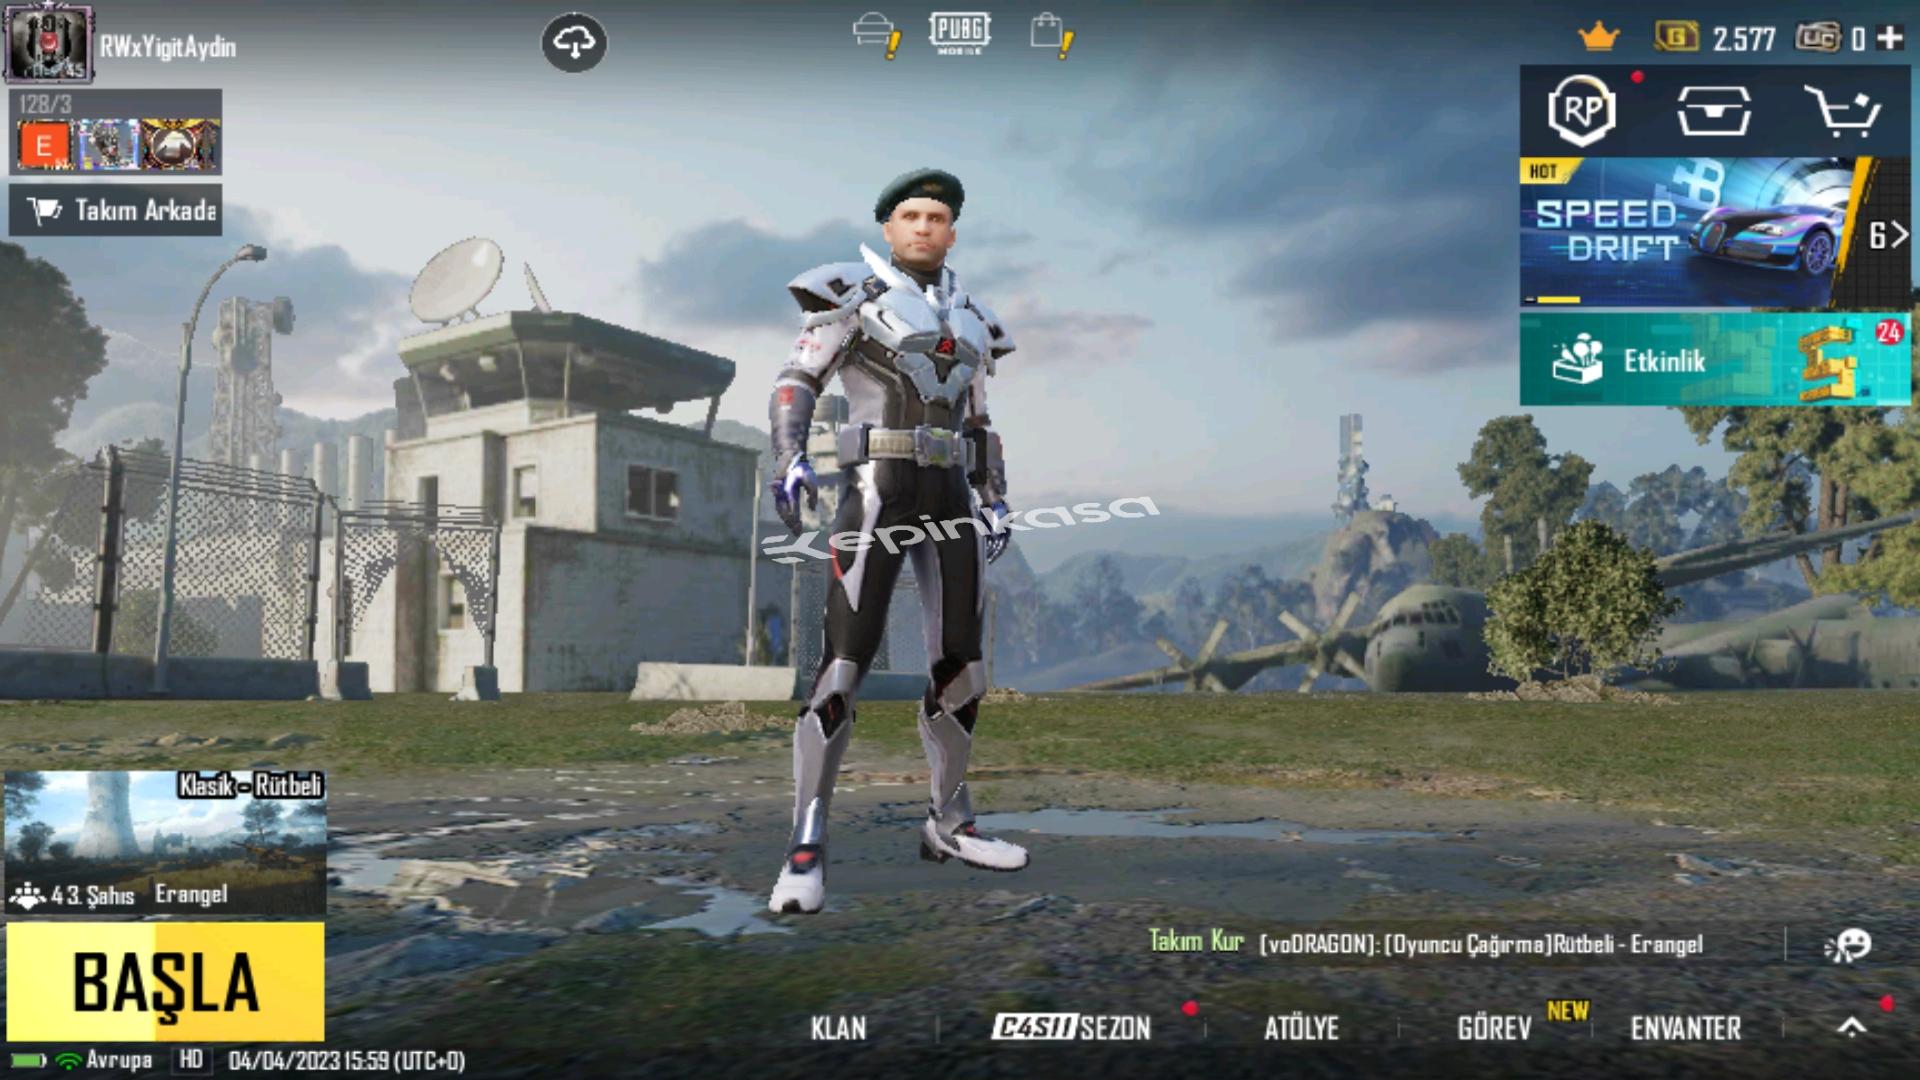 RWxYigitAydin
45
128/3
E
Takım Arkada
PUBG
MOBILE
2.577
UC 0
RP
HOT
SPEED
DRIFT
6
Etkinlik
24
epinkasa
Klasik - Rütbeli
4 3. Şahıs Erangel
BAŞLA
Takım Kur [voDRAGON]: [Oyuncu Çağırma]Rütbeli - Erangel
KLAN
C4S11 SEZON
ATÖLYE
GÖREV
NEW
ENVANTER
Avrupa HD 04/04/2023 15:59 (UTC+0)